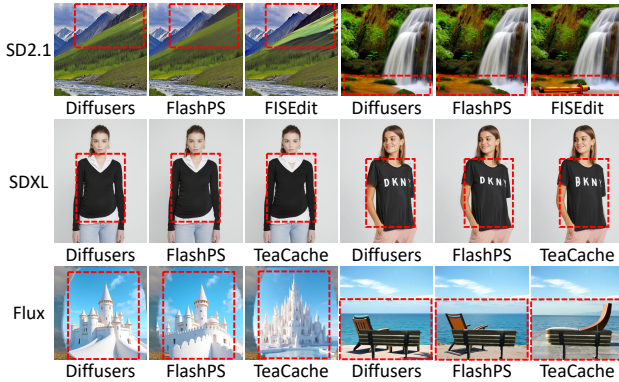 SD2.1
Diffusers FlashPS FISEdit Diffusers FlashPS FISEdit
SDXL
DKNY DKNY BKNY
Diffusers FlashPS TeaCache Diffusers FlashPS TeaCache
Flux
Diffusers FlashPS TeaCache Diffusers FlashPS TeaCache